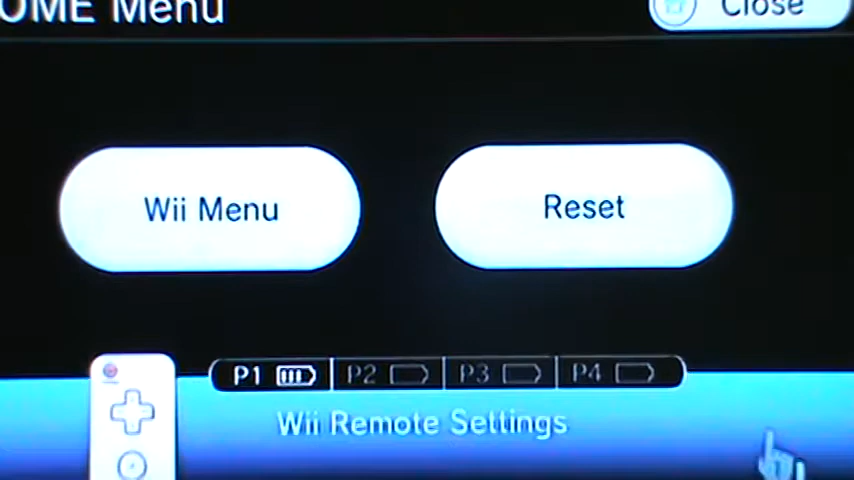 OME Menu
Close
Wii Menu
Reset
P1 P2 P3 P4
Wii Remote Settings